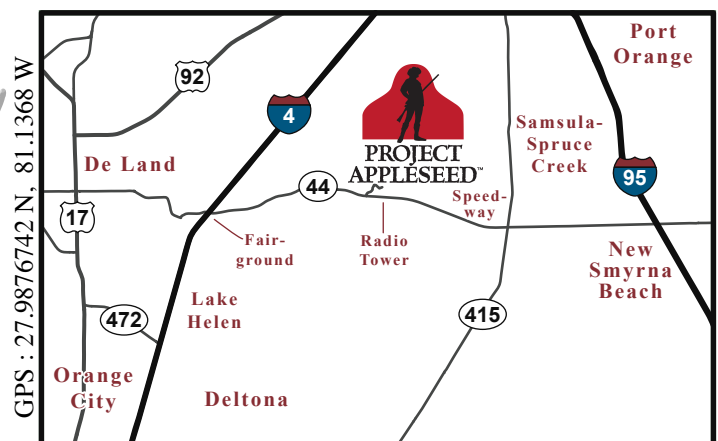 GPS : 27.9876742 N, 81.1368 W
92
4
Port
Orange
PROJECT
APPLESEED™
Samsula-
Spruce
Creek
95
De Land
44
Speed-
way
17
Fair-
ground
Radio
Tower
New
Smyrna
Beach
Lake
Helen
472
415
Orange
City
Deltona